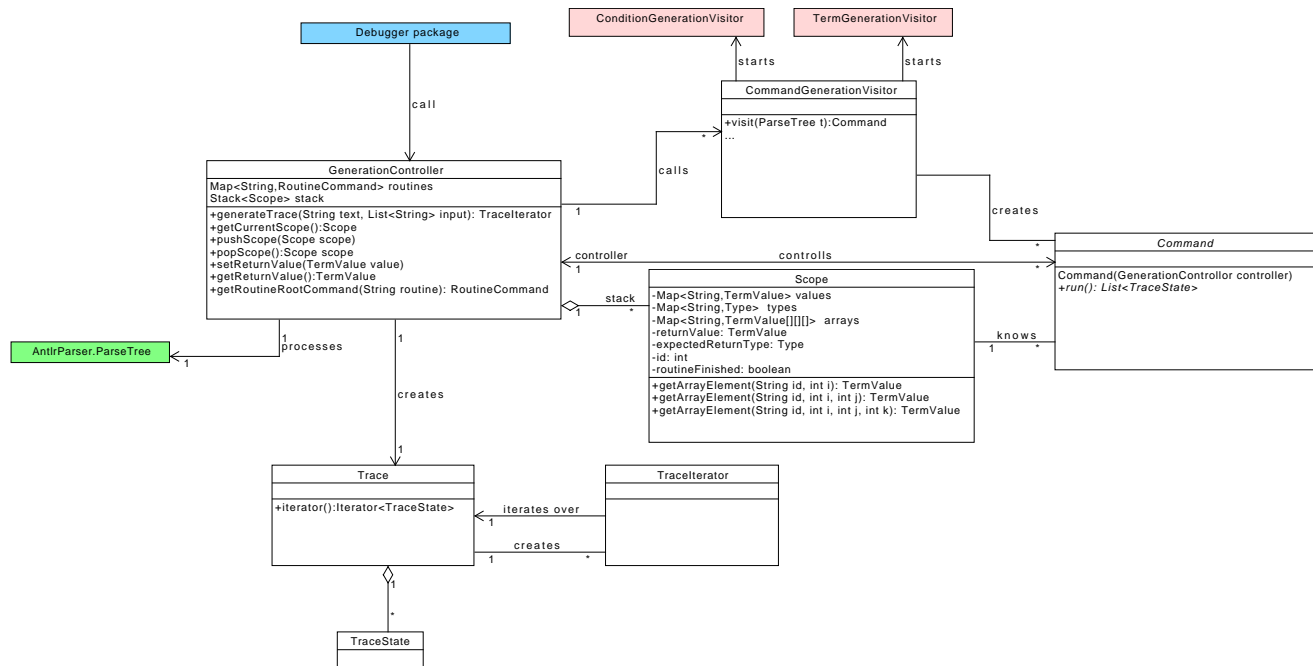 ConditionGenerationVisitor
TermGenerationVisitor
Debugger package
starts
starts
call
CommandGenerationVisitor
+visit(ParseTree t):Command
...
*
calls
1
GenerationController
Map<String,RoutineCommand> routines
Stack<Scope> stack
+generateTrace(String text, List<String> input): TraceIterator
+getCurrentScope():Scope
+pushScope(Scope scope)
+popScope():Scope scope
+setReturnValue(TermValue value)
+getReturnValue():TermValue
+getRoutineRootCommand(String routine): RoutineCommand
creates
*
controller
controlls
1
*
Command
Command(GenerationControllor controller)
+run(): List<TraceState>
stack
1
*
Scope
-Map<String,TermValue> values
-Map<String,Type>  types
-Map<String,TermValue[][][]>  arrays
-returnValue: TermValue
-expectedReturnType: Type
-id: int
-routineFinished: boolean
+getArrayElement(String id, int i): TermValue
+getArrayElement(String id, int i, int j): TermValue
+getArrayElement(String id, int i, int j, int k): TermValue
knows
1
*
1
processes
1
AntlrParser.ParseTree
1
creates
1
Trace
+iterator():Iterator<TraceState>
TraceIterator
iterates over
1
creates
1
*
1
*
TraceState